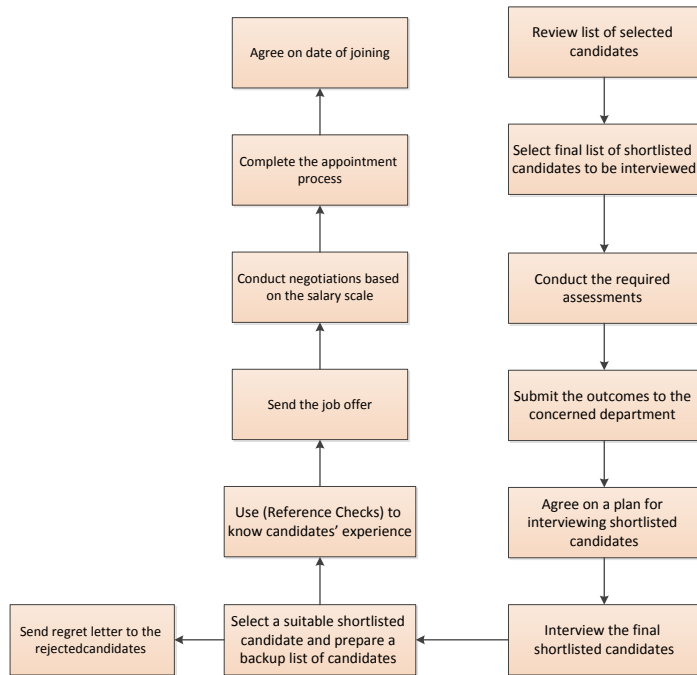 Review list of selected
candidates
Select final list of shortlisted
candidates to be interviewed
Conduct the required
assessments
Submit the outcomes to the
concerned department
Agree on a plan for
interviewing shortlisted
candidates
Interview the final
shortlisted candidates
Select a suitable shortlisted
candidate and prepare a
backup list of candidates
Send regret letter to the
rejectedcandidates
Use (Reference Checks) to
know candidates’ experience
Send the job offer
Conduct negotiations based
on the salary scale
Complete the appointment
process
Agree on date of joining